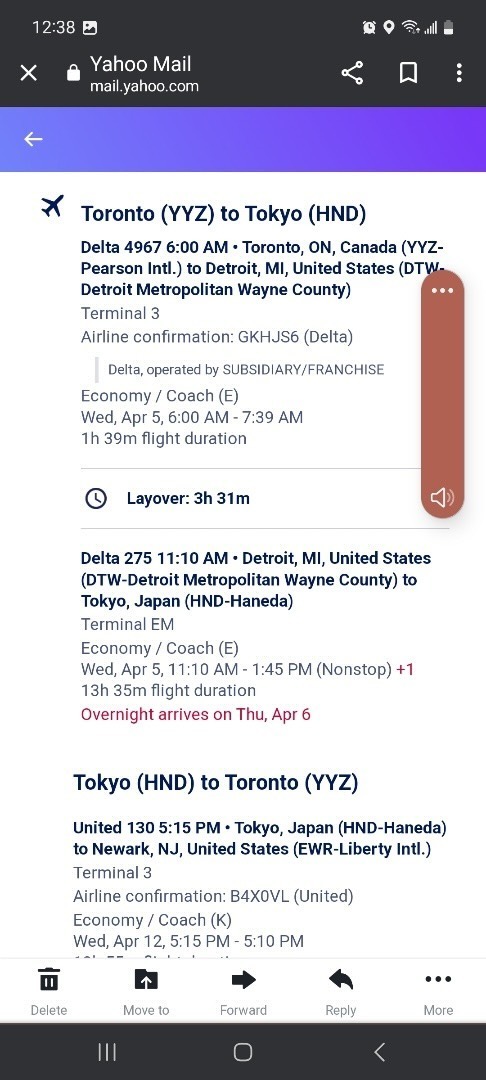 12:38
Yahoo Mail
mail.yahoo.com
Toronto (YYZ) to Tokyo (HND)
Delta 4967 6:00 AM • Toronto, ON, Canada (YYZ-
Pearson Intl.) to Detroit, MI, United States (DTW-
Detroit Metropolitan Wayne County)
Terminal 3
Airline confirmation: GKHJS6 (Delta)
Delta, operated by SUBSIDIARY/FRANCHISE
Economy / Coach (E)
Wed, Apr 5, 6:00 AM - 7:39 AM
1h 39m flight duration
Layover: 3h 31m
Delta 275 11:10 AM • Detroit, MI, United States
(DTW-Detroit Metropolitan Wayne County) to
Tokyo, Japan (HND-Haneda)
Terminal EM
Economy / Coach (E)
Wed, Apr 5, 11:10 AM - 1:45 PM (Nonstop) +1
13h 35m flight duration
Overnight arrives on Thu, Apr 6
Tokyo (HND) to Toronto (YYZ)
United 130 5:15 PM • Tokyo, Japan (HND-Haneda)
to Newark, NJ, United States (EWR-Liberty Intl.)
Terminal 3
Airline confirmation: B4X0VL (United)
Economy / Coach (K)
Wed, Apr 12, 5:15 PM - 5:10 PM
Delete
Move to
Forward
Reply
More